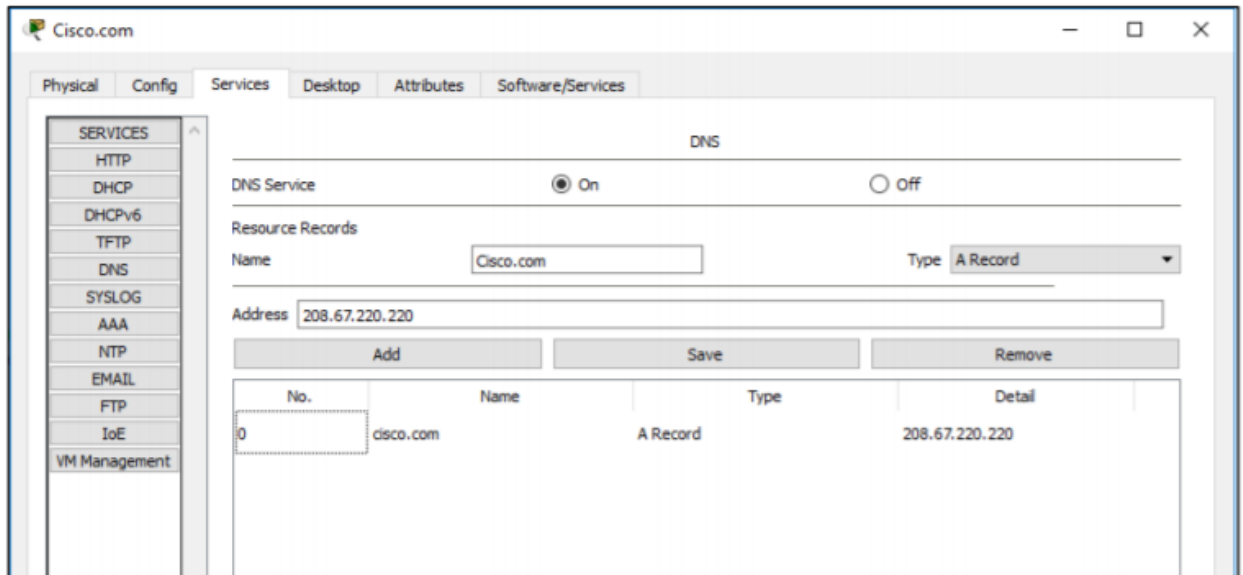 Cisco.com
Physical Config Services Desktop Attributes Software/Services
SERVICES
HTTP
DHCP
DHCPv6
TFTP
DNS
SYSLOG
AAA
NTP
EMAIL
FTP
IoE
VM Management
DNS
DNS Service On Off
Resource Records
Name Cisco.com Type A Record
Address 208.67.220.220
Add Save Remove
No. Name Type Detail
0 cisco.com A Record 208.67.220.220